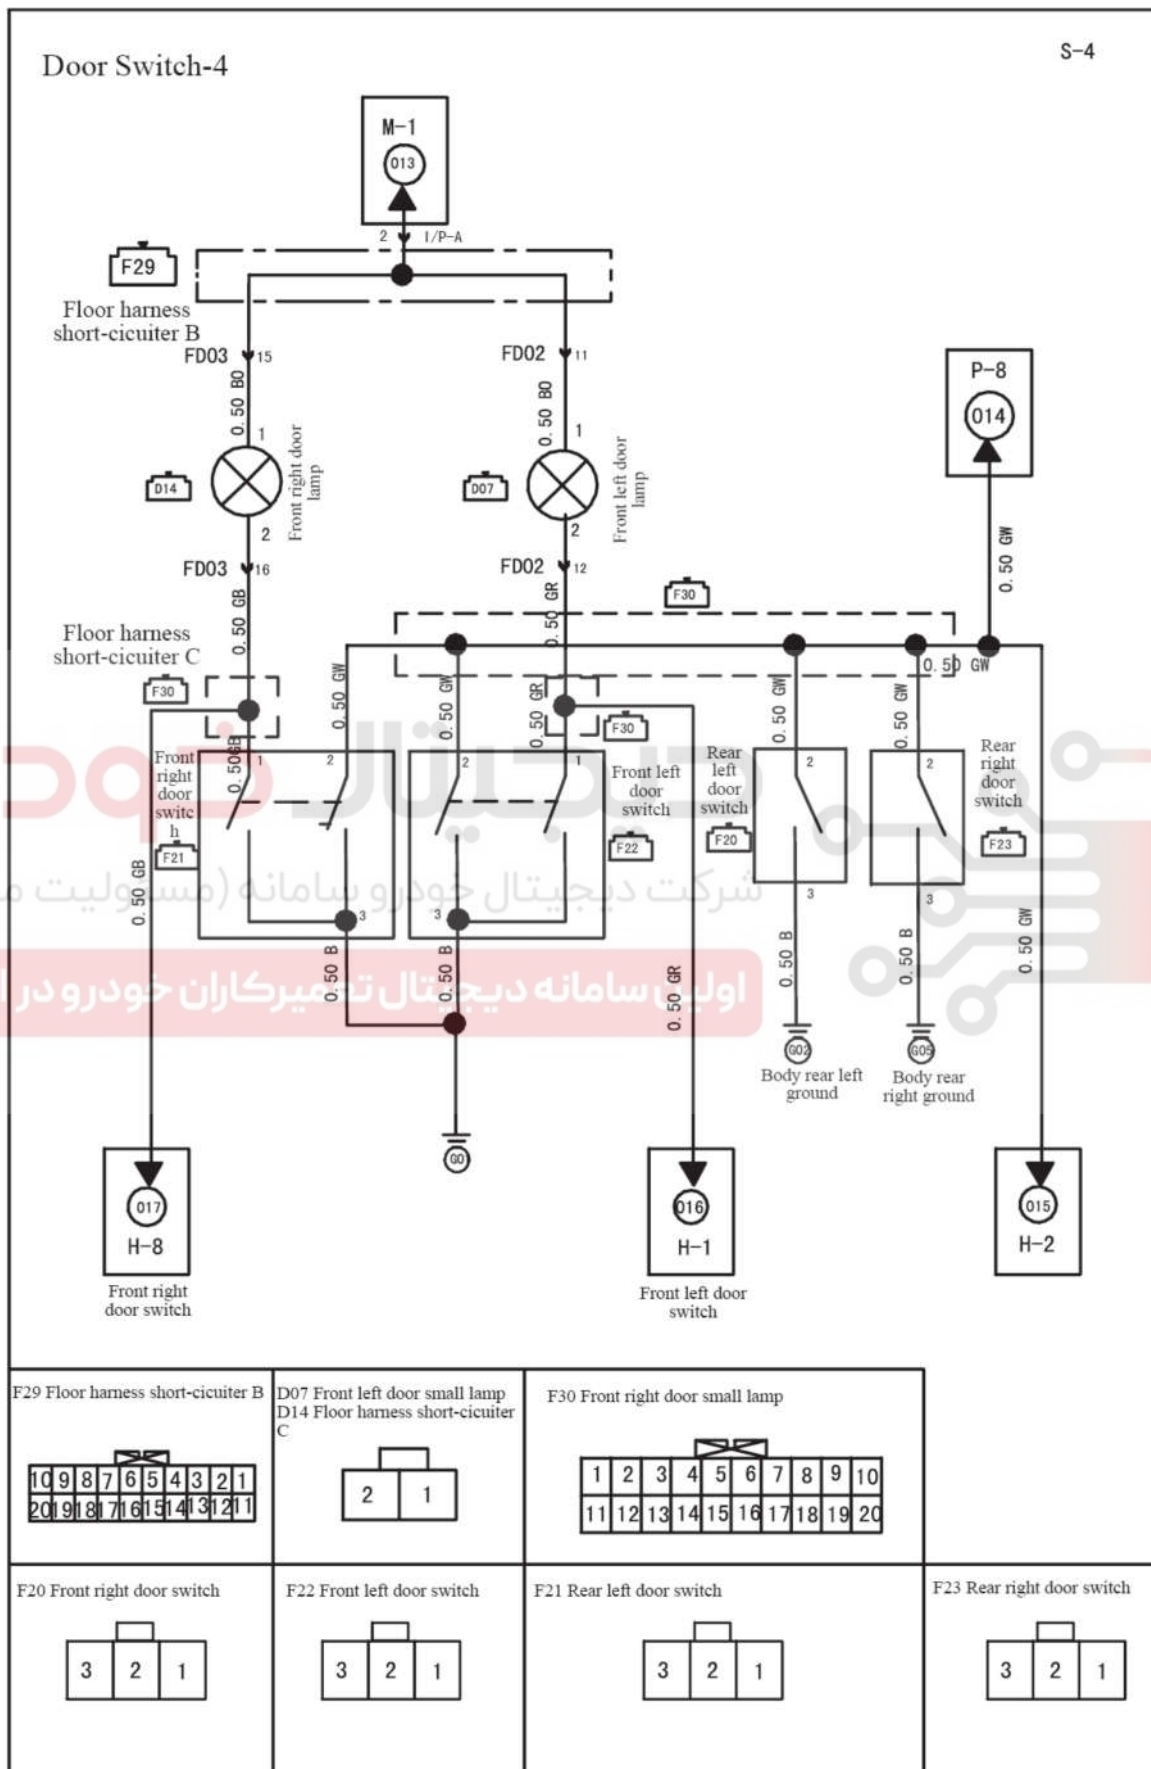 Door Switch-4
S-4
M-1
013
2
I/P-A
F29
Floor harness
short-cicuiter B
FD03
15
FD02
11
0.50 BO
0.50 BO
P-8
014
1
1
D14
Front right door
lamp
D07
Front left door
lamp
2
2
FD03
16
FD02
12
0.50 GW
0.50 GB
0.50 GR
F30
Floor harness
short-cicuiter C
0.50 GW
F30
0.50 GW
0.50 GW
0.50 GR
0.50 GW
0.50 GW
F30
Front
right
door
switc
h
F21
0.50GB
1
2
2
1
Front left
door
switch
F22
Rear
left
door
switch
F20
2
2
Rear
right
door
switch
F23
دیجیتال خودرو
شرکت دیجیتال خودرو سامانه (مسئولیت
0.50 GB
3
3
3
3
0.50 B
0.50 B
0.50 GR
0.50 B
0.50 B
0.50 GW
اولین سامانه دیجیتال تعمیرکاران خودرو در
G02
G05
Body rear left
ground
Body rear
right ground
G0
017
H-8
016
H-1
015
H-2
Front right
door switch
Front left door
switch
F29 Floor harness short-cicuiter B
10 9 8 7 6 5 4 3 2 1
20 19 18 17 16 15 14 13 12 11
D07 Front left door small lamp
D14 Floor harness short-cicuiter
C
2 1
F30 Front right door small lamp
1 2 3 4 5 6 7 8 9 10
11 12 13 14 15 16 17 18 19 20
F20 Front right door switch
3 2 1
F22 Front left door switch
3 2 1
F21 Rear left door switch
3 2 1
F23 Rear right door switch
3 2 1